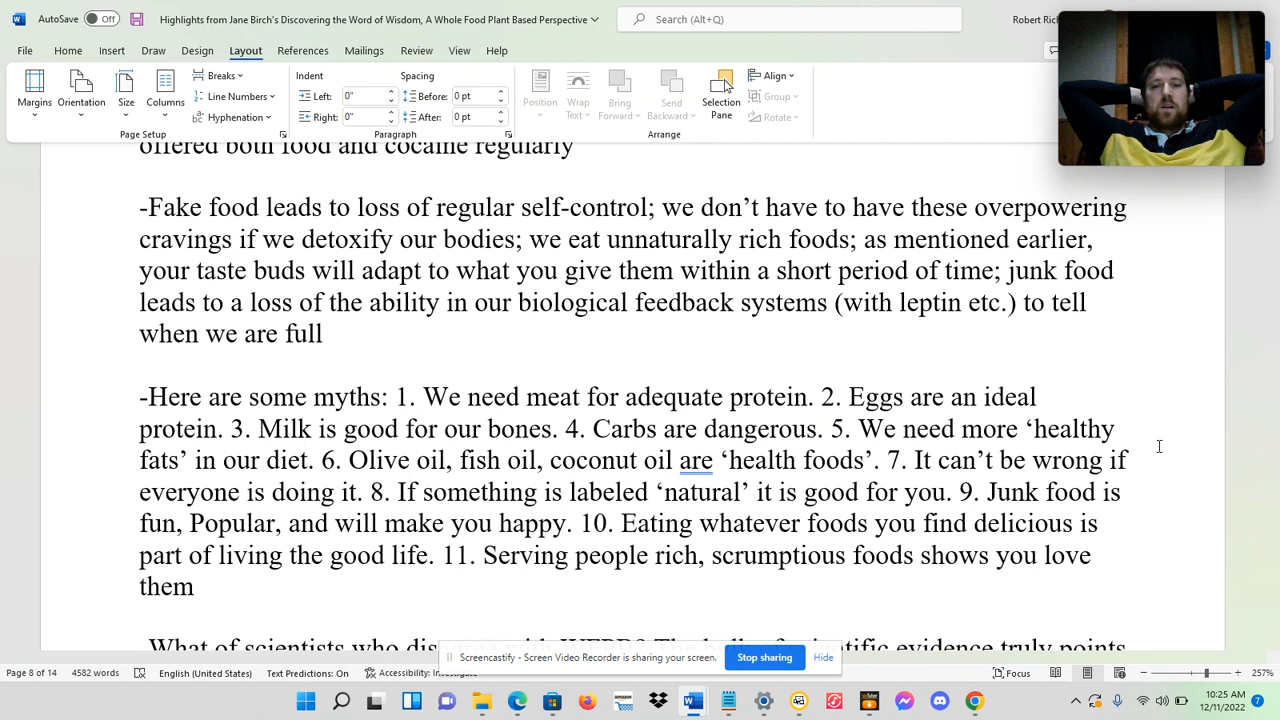 AutoSave Off Highlights from Jane Birch's Discovering the Word of Wisdom, A Whole Food Plant Based Perspective Search (Alt+Q) Robert Ric
File Home Insert Draw Design Layout References Mailings Review View Help
Margins Orientation Size Columns
Breaks
Line Numbers
Hyphenation
Page Setup
Indent Spacing
Left: 0" Before: 0 pt
Right: 0" After: 0 pt
Paragraph
Position Wrap Text Bring Forward Send Backward Selection Pane
Align
Group
Rotate
Arrange
offered both food and cocaine regularly
-Fake food leads to loss of regular self-control; we don’t have to have these overpowering
cravings if we detoxify our bodies; we eat unnaturally rich foods; as mentioned earlier,
your taste buds will adapt to what you give them within a short period of time; junk food
leads to a loss of the ability in our biological feedback systems (with leptin etc.) to tell
when we are full
-Here are some myths: 1. We need meat for adequate protein. 2. Eggs are an ideal
protein. 3. Milk is good for our bones. 4. Carbs are dangerous. 5. We need more ‘healthy
fats’ in our diet. 6. Olive oil, fish oil, coconut oil are ‘health foods’. 7. It can’t be wrong if
everyone is doing it. 8. If something is labeled ‘natural’ it is good for you. 9. Junk food is
fun, Popular, and will make you happy. 10. Eating whatever foods you find delicious is
part of living the good life. 11. Serving people rich, scrumptious foods shows you love
them
-What of scientists who
evidence truly points
Screencastify - Screen Video Recorder is sharing your screen. Stop sharing Hide
Page 8 of 14 4582 words English (United States) Text Predictions: On Accessibility: Investigate Focus 257%
10:25 AM
12/11/2022
7